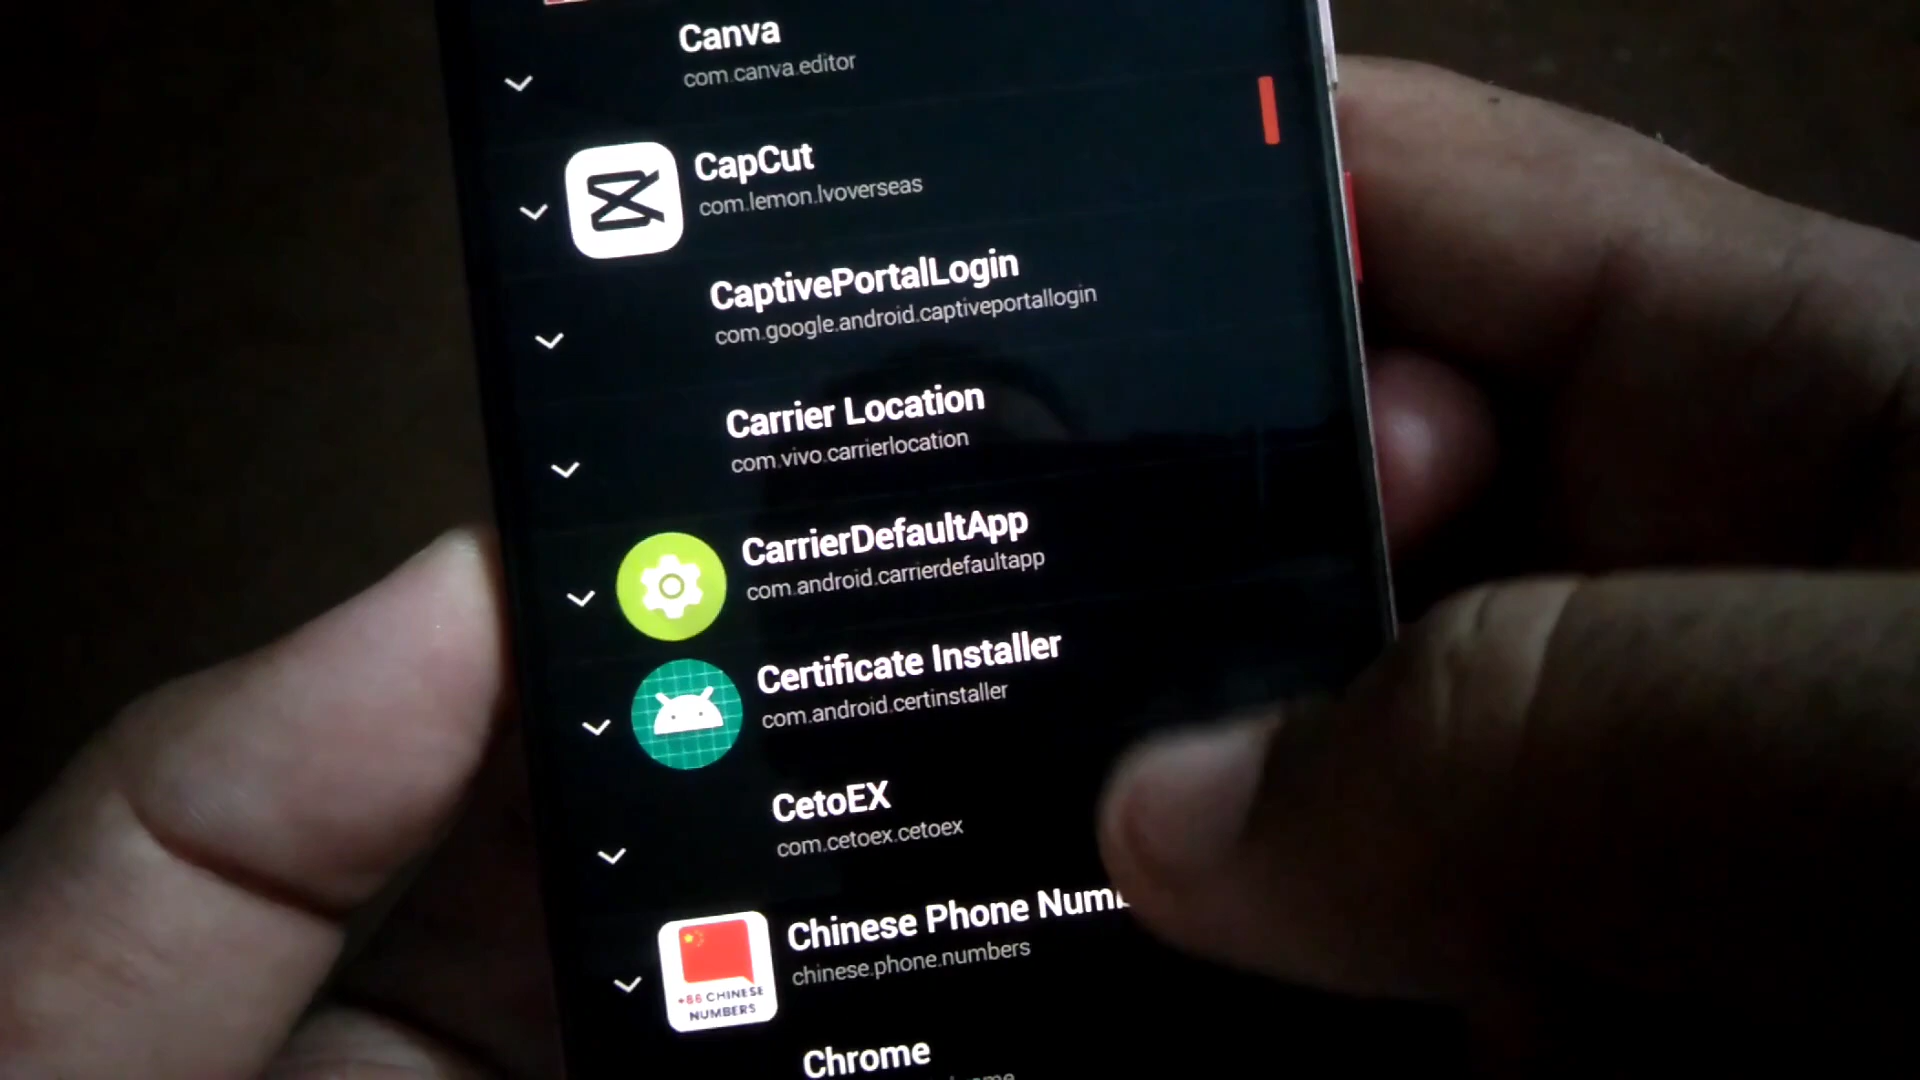 Canva
com.canva.editor
CapCut
com.lemon.lvoverseas
CaptivePortalLogin
com.google.android.captiveportallogin
Carrier Location
com.vivo.carrierlocation
CarrierDefaultApp
com.android.carrierdefaultapp
Certificate Installer
com.android.certinstaller
CetoEX
com.cetoex.cetoex
Chinese Phone
chinese.phone.numbers
+86 CHINESE
NUMBERS
Chrome